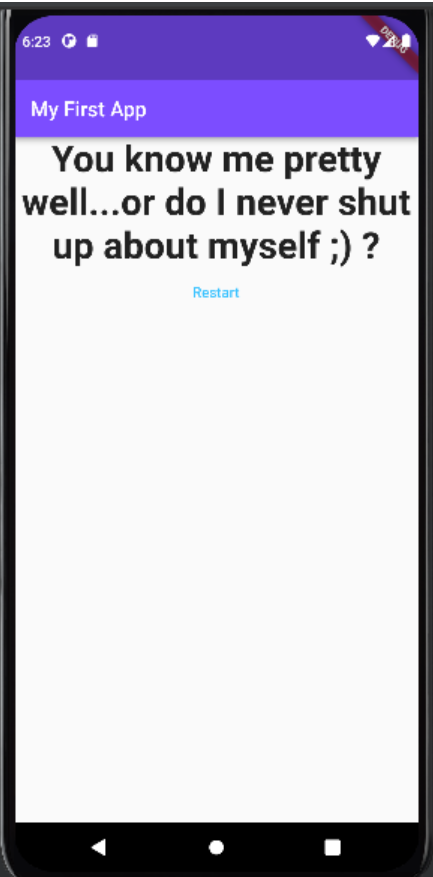 6:23
DEBUG
My First App
You know me pretty
well...or do I never shut
up about myself ;) ?
Restart